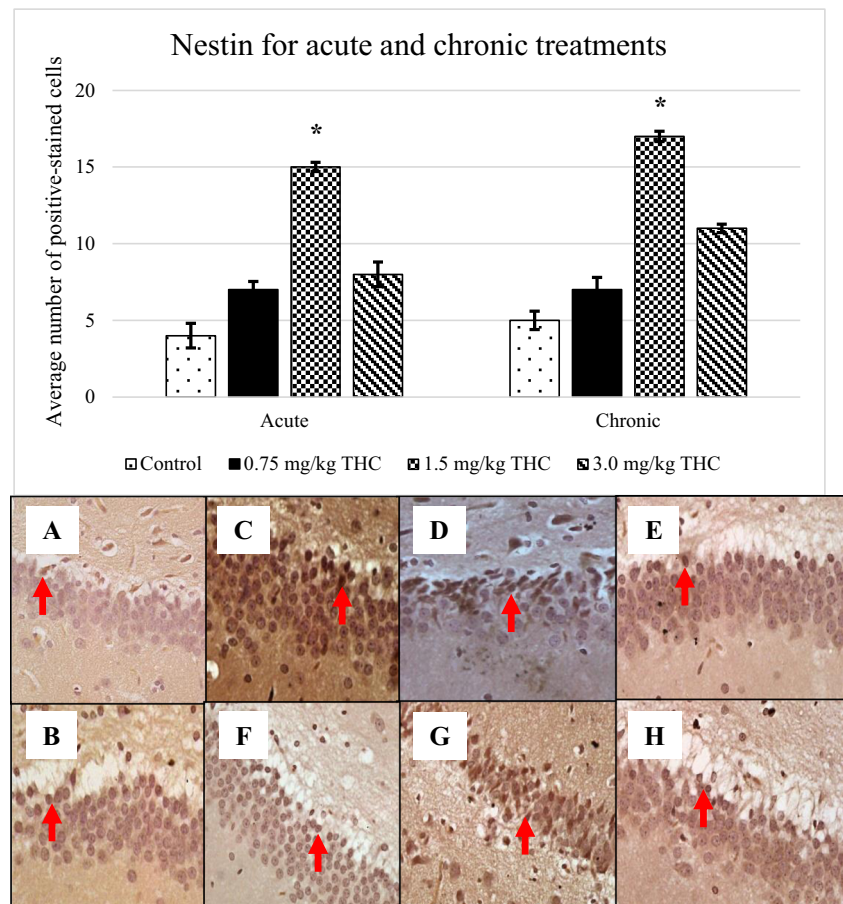 Nestin for acute and chronic treatments
Average number of positive-stained cells
20
15
10
5
0
*
*
Acute Chronic
Control 0.75 mg/kg THC 1.5 mg/kg THC 3.0 mg/kg THC
A C D E
B F G H